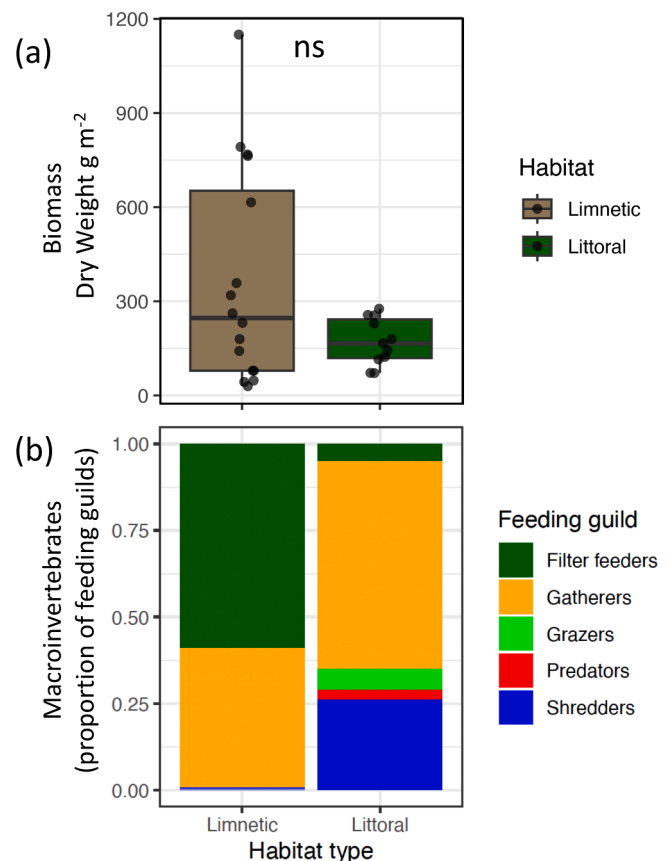 (a)
ns
1200
900
600
300
0
Biomass
Dry Weight g m-2
Habitat
Limnetic
Littoral
(b)
1.00
0.75
0.50
0.25
0.00
Macroinvertebrates
(proportion of feeding guilds)
Limnetic
Littoral
Habitat type
Feeding guild
Filter feeders
Gatherers
Grazers
Predators
Shredders